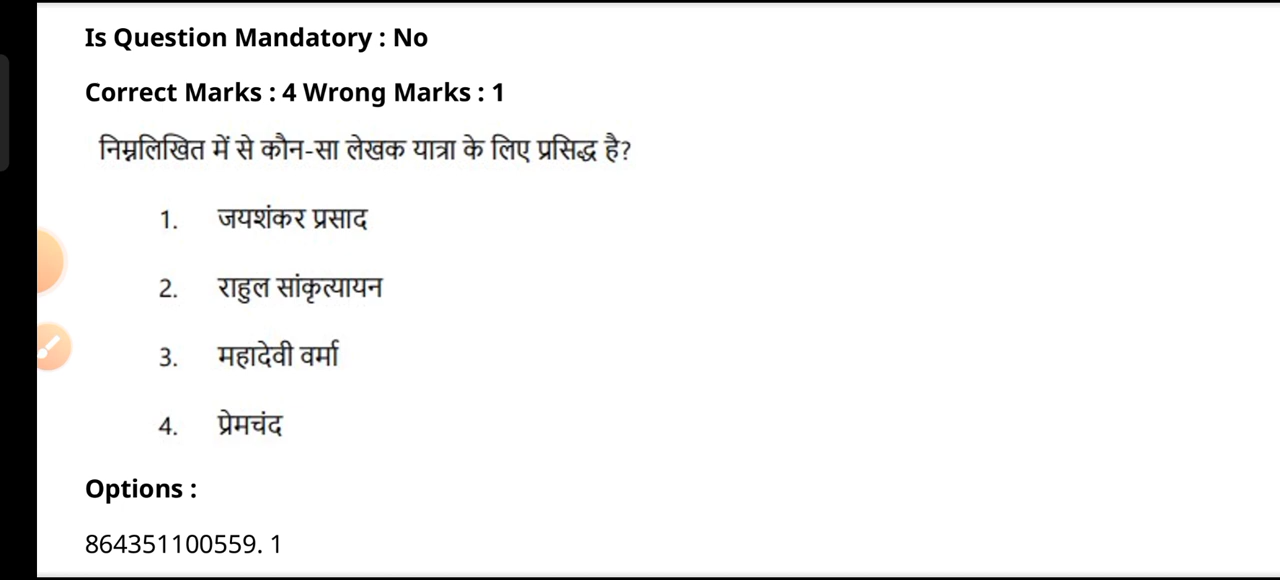 Is Question Mandatory : No
Correct Marks : 4 Wrong Marks : 1
निम्नलिखित में से कौन-सा लेखक यात्रा के लिए प्रसिद्ध है?
1. जयशंकर प्रसाद
2. राहुल सांकृत्यायन
3. महादेवी वर्मा
4. प्रेमचंद
Options :
864351100559. 1